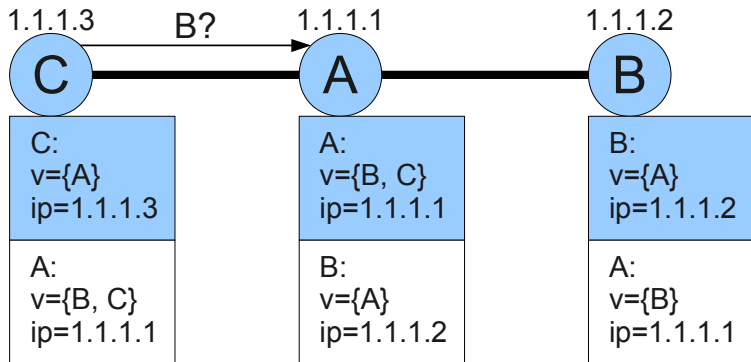 1.1.1.3
B?
1.1.1.1
1.1.1.2
C
A
B
C:
v={A}
ip=1.1.1.3
A:
v={B, C}
ip=1.1.1.1
A:
v={B, C}
ip=1.1.1.1
B:
v={A}
ip=1.1.1.2
B:
v={A}
ip=1.1.1.2
A:
v={B}
ip=1.1.1.1